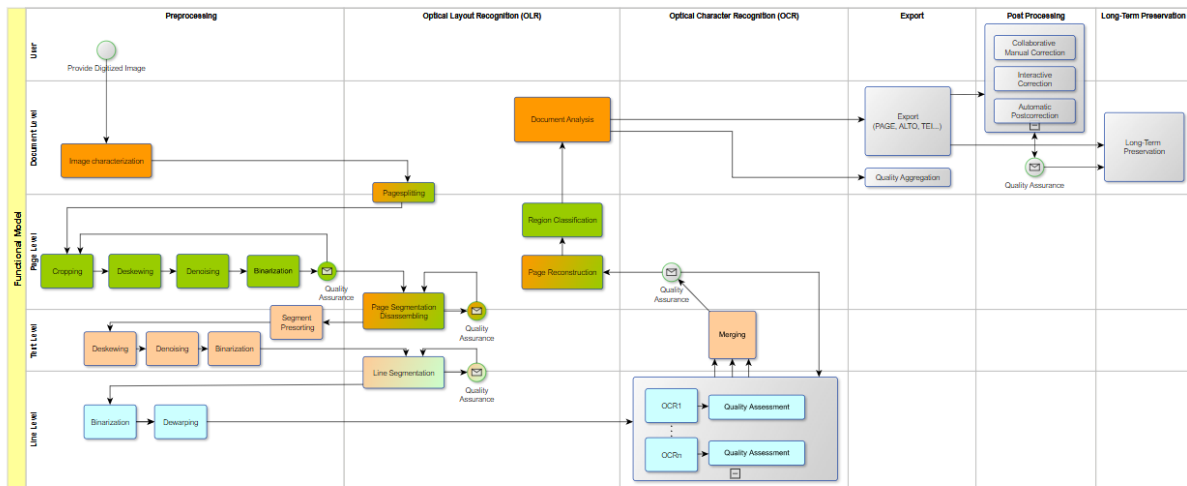 Preprocessing
Optical Layout Recognition (OLR)
Optical Character Recognition (OCR)
Export
Post Processing
Long-Term Preservation
Functional Model
User
Provide Digitized Image
Collaborative
Manual Correction
Interactive
Correction
Automatic
Postcorrection
Document Level
Image characterization
Pagesplitting
Document Analysis
Export
(PAGE, ALTO, TEI...)
Quality Aggregation
Quality Assurance
Long-Term
Preservation
Page Level
Cropping
Deskewing
Denoising
Binarization
Quality
Assurance
Page Segmentation
Disassembling
Quality
Assurance
Region Classification
Page Reconstruction
Quality
Assurance
Text Level
Segment
Presorting
Deskewing
Denoising
Binarization
Line Segmentation
Quality
Assurance
Merging
Line Level
Binarization
Dewarping
OCR1
Quality Assessment
OCRn
Quality Assessment